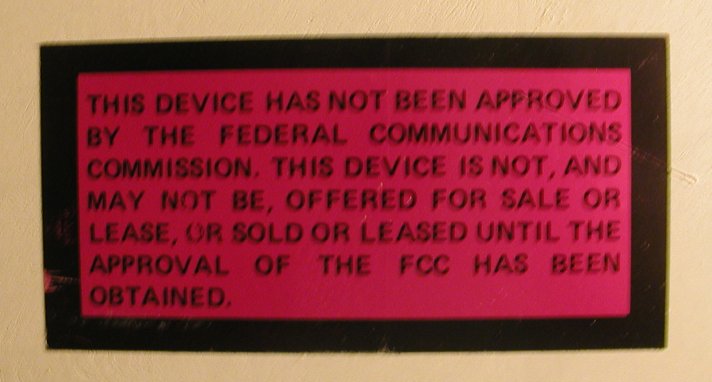 THIS DEVICE HAS NOT BEEN APPROVED
BY THE FEDERAL COMMUNICATIONS
COMMISSION. THIS DEVICE IS NOT, AND
MAY NOT BE, OFFERED FOR SALE OR
LEASE, OR SOLD OR LEASED UNTIL THE
APPROVAL OF THE FCC HAS BEEN
OBTAINED.